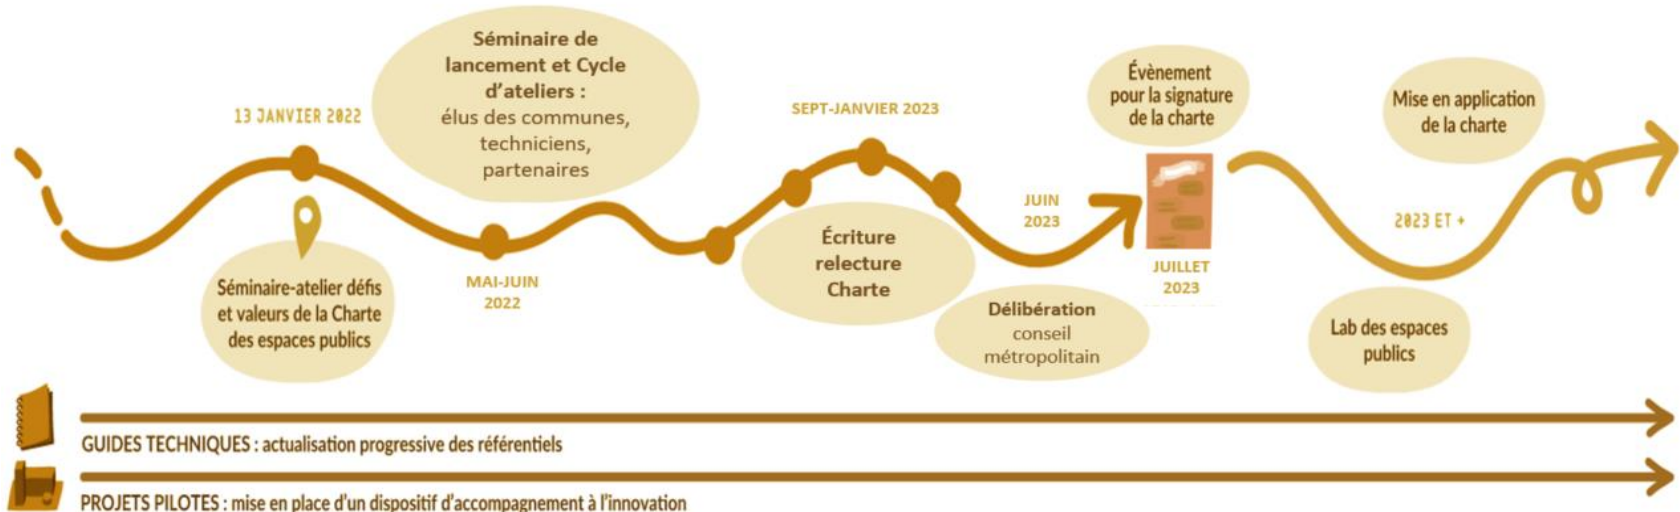 13 JANVIER 2022
Séminaire-atelier défis
et valeurs de la Charte
des espaces publics
Séminaire de
lancement et Cycle
d'ateliers :
élus des communes,
techniciens,
partenaires
MAI-JUIN
2022
SEPT-JANVIER 2023
Écriture
relecture
Charte
JUIN
2023
Délibération
conseil
métropolitain
Évènement
pour la signature
de la charte
JUILLET
2023
Mise en application
de la charte
2023 ET +
Lab des espaces
publics
GUIDES TECHNIQUES : actualisation progressive des référentiels
PROJETS PILOTES : mise en place d'un dispositif d'accompagnement à l'innovation